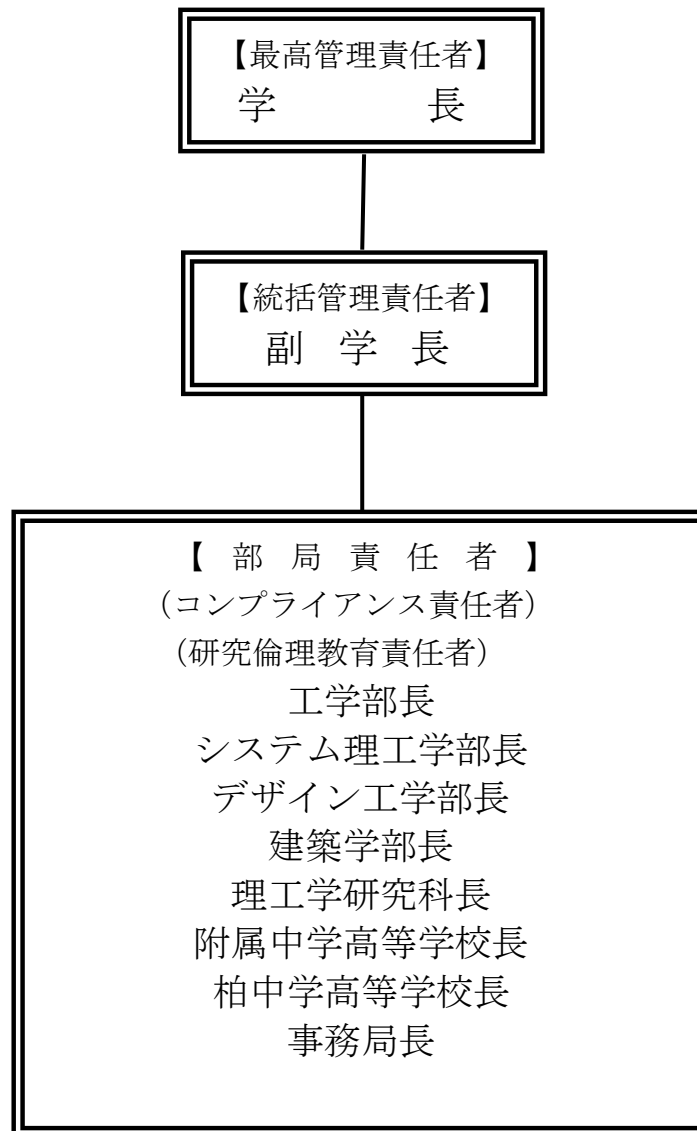 【最高管理責任者】
学　　　　長
【統括管理責任者】
副　学　長
【　部　局　責　任　者　】
（コンプライアンス責任者）
（研究倫理教育責任者）
工学部長
システム理工学部長
デザイン工学部長
建築学部長
理工学研究科長
附属中学高等学校長
柏中学高等学校長
事務局長